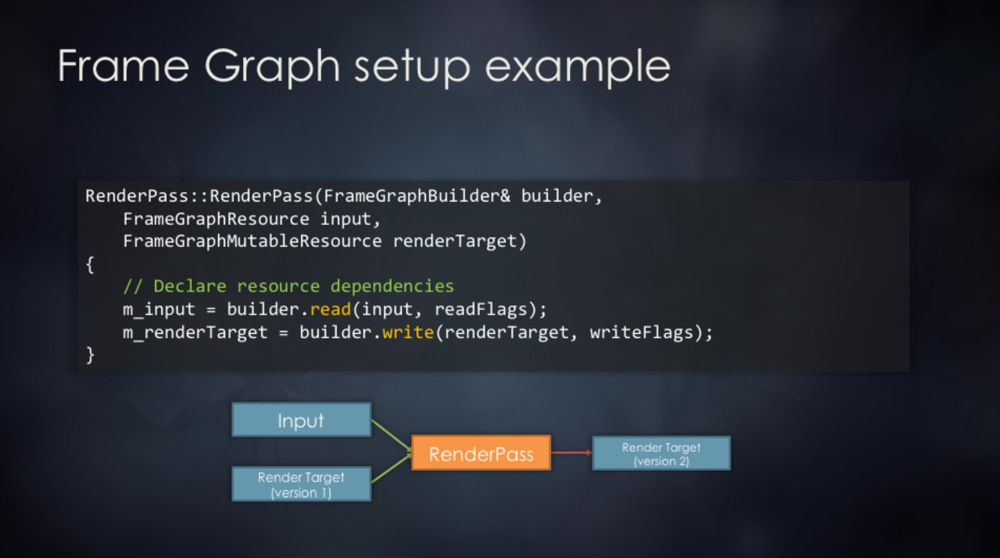 Frame Graph setup example
RenderPass::RenderPass(FrameGraphBuilder& builder,
    FrameGraphResource input,
    FrameGraphMutableResource renderTarget)
{
    // Declare resource dependencies
    m_input = builder.read(input, readFlags);
    m_renderTarget = builder.write(renderTarget, writeFlags);
}
Input
Render Target
(version 1)
RenderPass
Render Target
(version 2)